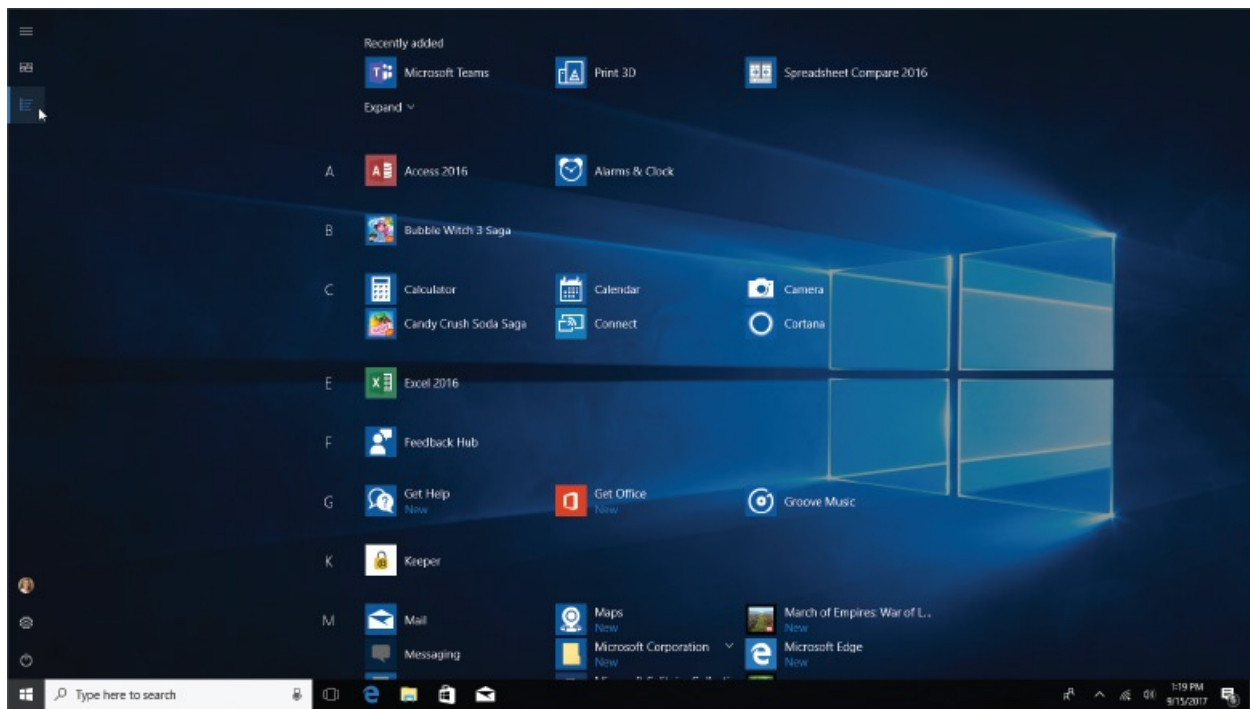 Recently added
Microsoft Teams
Print 3D
Spreadsheet Compare 2016
Expand
A
Access 2016
Alarms & Clock
B
Bubble Witch 3 Saga
C
Calculator
Calendar
Camera
Candy Crush Soda Saga
Connect
Cortana
E
Excel 2016
F
Feedback Hub
G
Get Help
New
Get Office
New
Groove Music
K
Keeper
M
Mail
Maps
New
March of Empires: War of L...
New
Messaging
Microsoft Corporation
New
Microsoft Edge
New
Type here to search
1:19 PM
9/15/2017